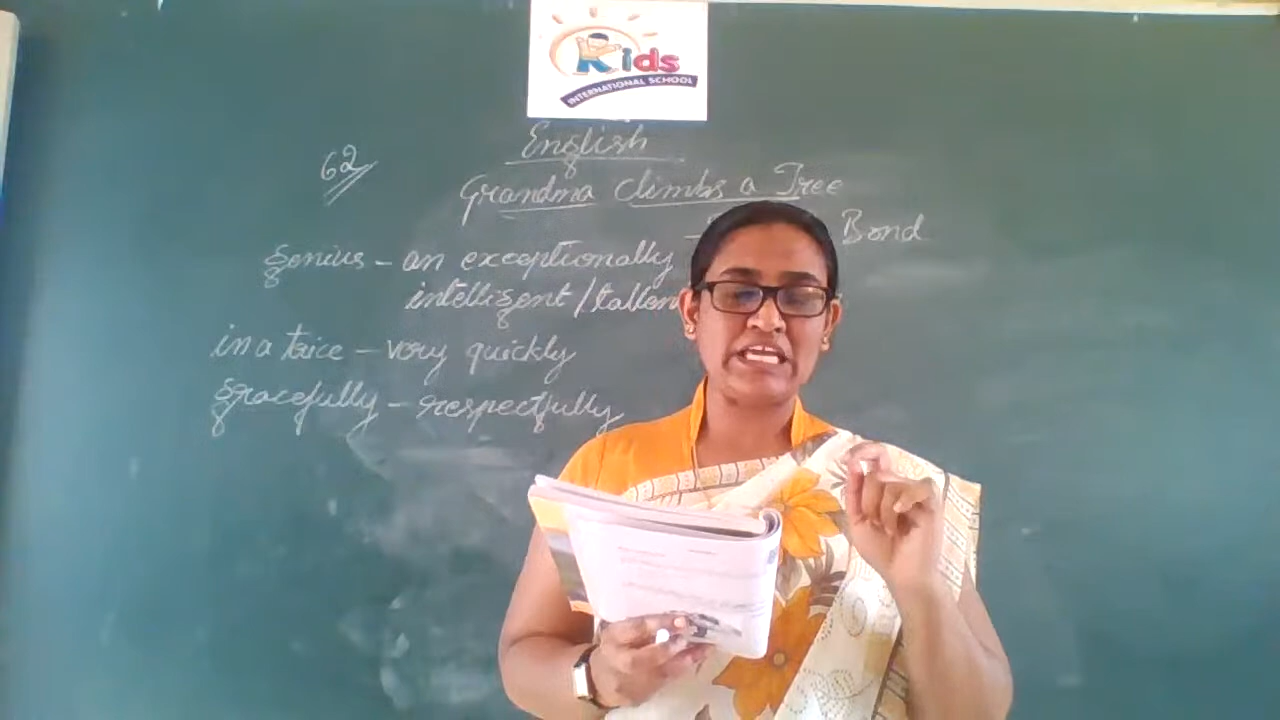 Kids
INTERNATIONAL SCHOOL
English
62
Grandma climbs a Tree
Bond
genius - an exceptionally
intelligent /
in a trice - very quickly
gracefully - respectfully